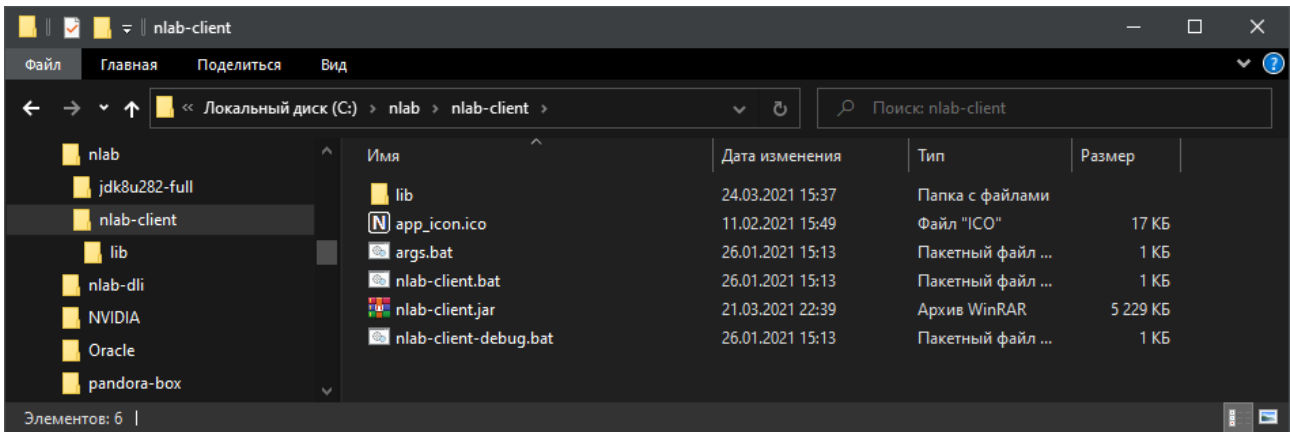 nlab-client
Файл Главная Поделиться Вид
« Локальный диск (C:) › nlab › nlab-client › Поиск: nlab-client
nlab
jdk8u282-full
nlab-client
lib
nlab-dli
NVIDIA
Oracle
pandora-box
Имя Дата изменения Тип Размер
lib 24.03.2021 15:37 Папка с файлами
app_icon.ico 11.02.2021 15:49 Файл "ICO" 17 КБ
args.bat 26.01.2021 15:13 Пакетный файл ... 1 КБ
nlab-client.bat 26.01.2021 15:13 Пакетный файл ... 1 КБ
nlab-client.jar 21.03.2021 22:39 Архив WinRAR 5 229 КБ
nlab-client-debug.bat 26.01.2021 15:13 Пакетный файл ... 1 КБ
Элементов: 6